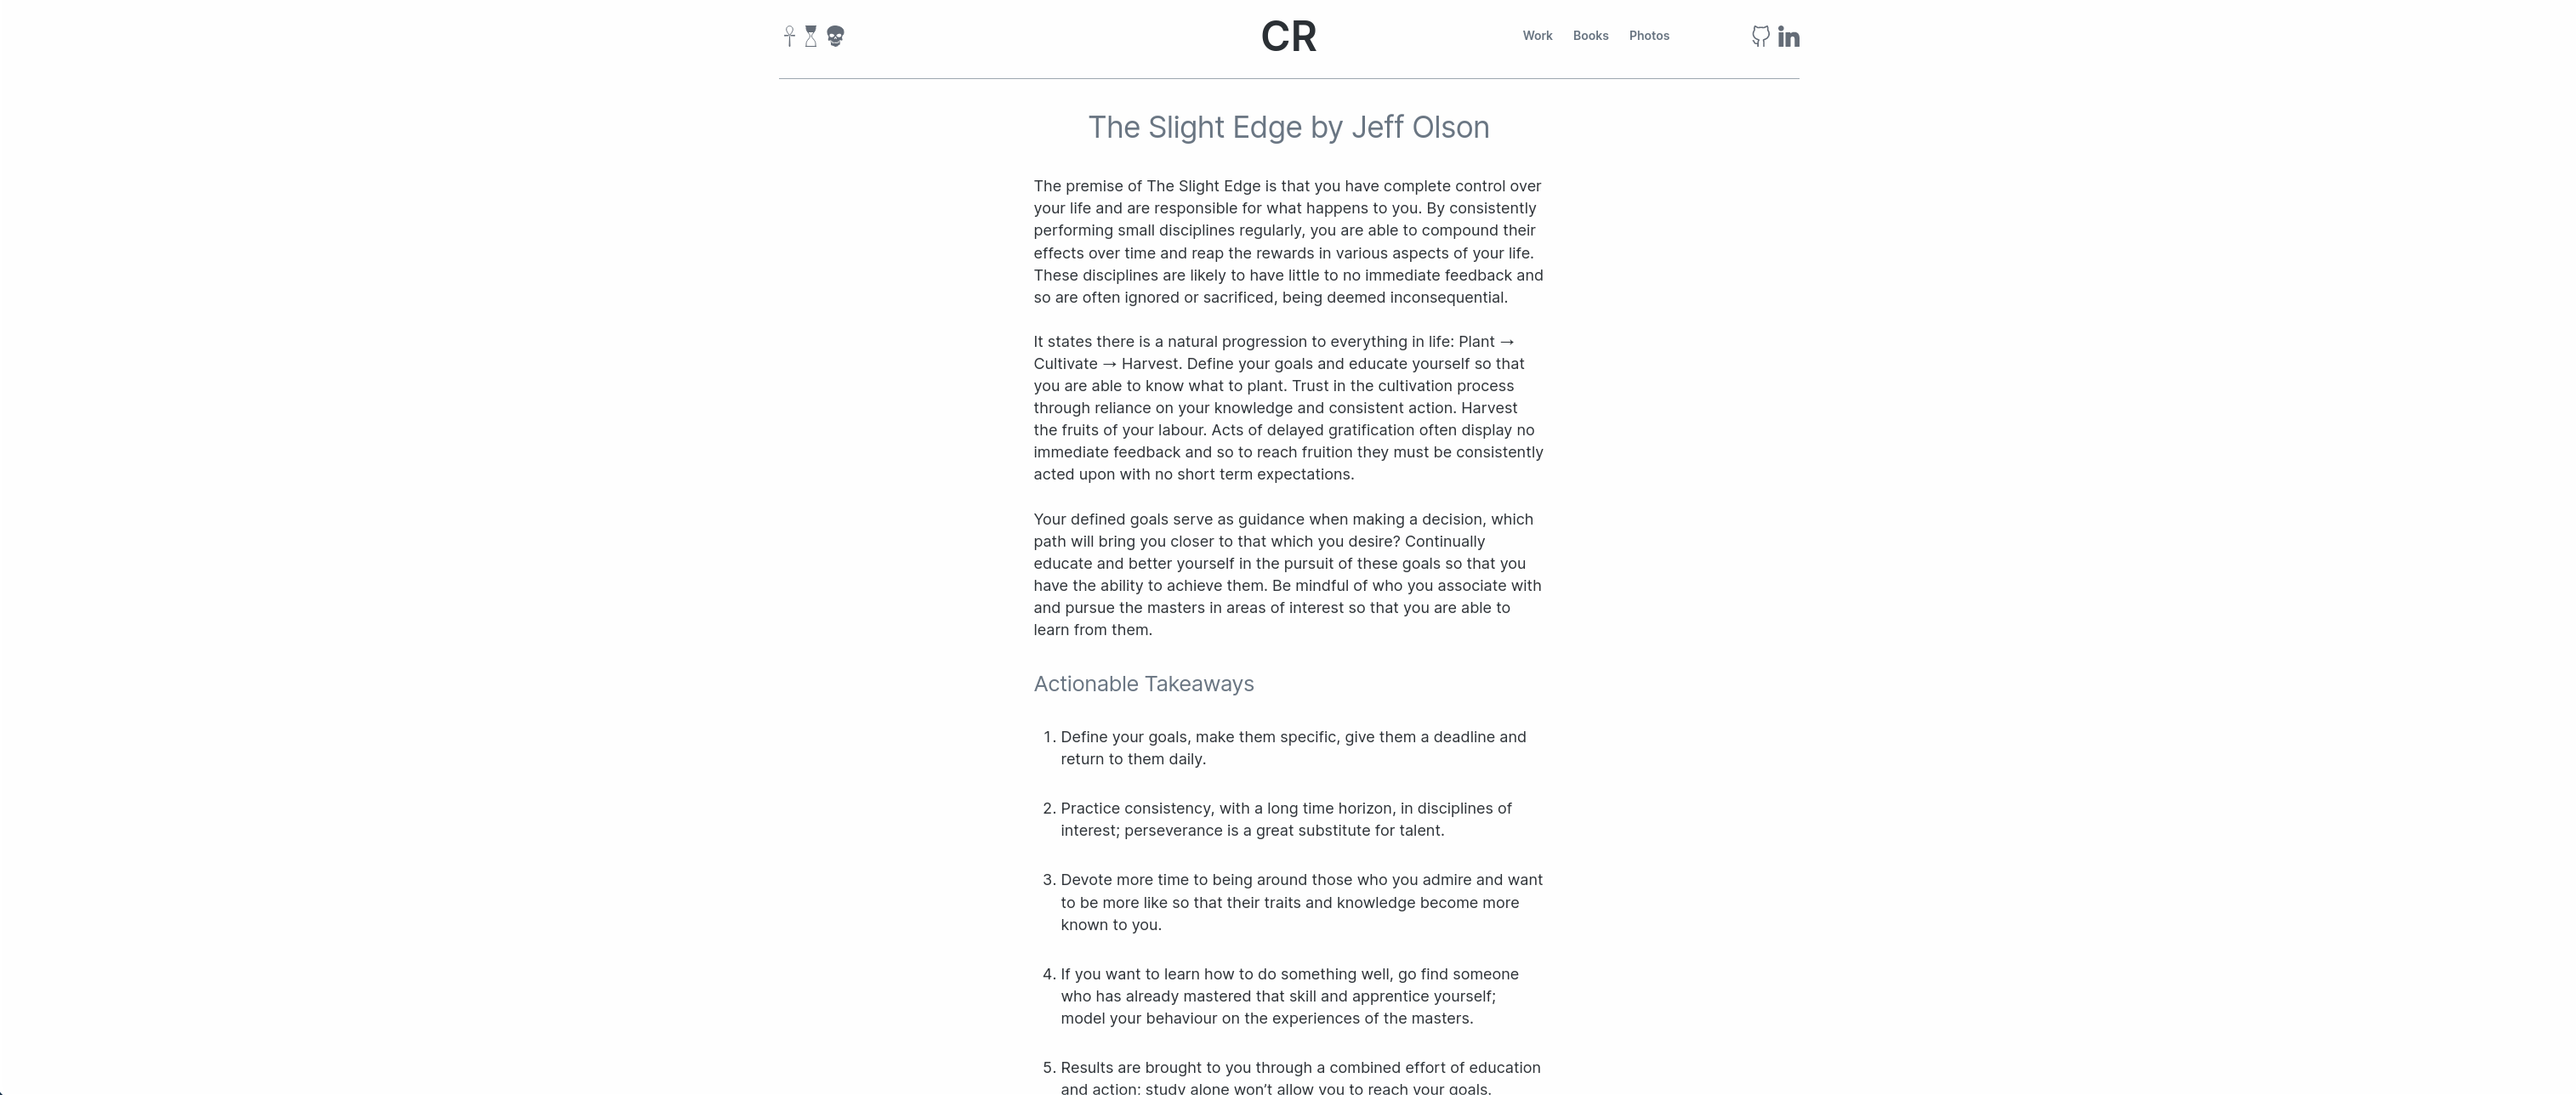 CR
Work Books Photos
The Slight Edge by Jeff Olson
The premise of The Slight Edge is that you have complete control over
your life and are responsible for what happens to you. By consistently
performing small disciplines regularly, you are able to compound their
effects over time and reap the rewards in various aspects of your life.
These disciplines are likely to have little to no immediate feedback and
so are often ignored or sacrificed, being deemed inconsequential.
It states there is a natural progression to everything in life: Plant →
Cultivate → Harvest. Define your goals and educate yourself so that
you are able to know what to plant. Trust in the cultivation process
through reliance on your knowledge and consistent action. Harvest
the fruits of your labour. Acts of delayed gratification often display no
immediate feedback and so to reach fruition they must be consistently
acted upon with no short term expectations.
Your defined goals serve as guidance when making a decision, which
path will bring you closer to that which you desire? Continually
educate and better yourself in the pursuit of these goals so that you
have the ability to achieve them. Be mindful of who you associate with
and pursue the masters in areas of interest so that you are able to
learn from them.
Actionable Takeaways
1. Define your goals, make them specific, give them a deadline and
return to them daily.
2. Practice consistency, with a long time horizon, in disciplines of
interest; perseverance is a great substitute for talent.
3. Devote more time to being around those who you admire and want
to be more like so that their traits and knowledge become more
known to you.
4. If you want to learn how to do something well, go find someone
who has already mastered that skill and apprentice yourself;
model your behaviour on the experiences of the masters.
5. Results are brought to you through a combined effort of education
and action; study alone won’t allow you to reach your goals.